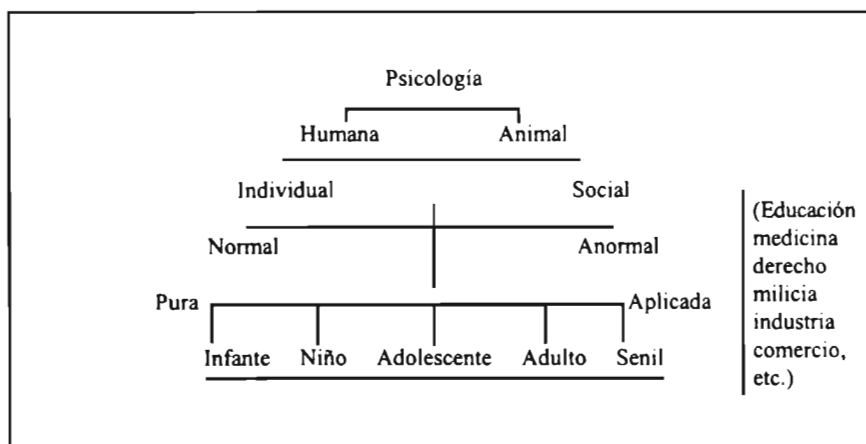 Psicología
Humana Animal
Individual Social
Normal Anormal
Pura Aplicada
Infante Niño Adolescente Adulto Senil
(Educación
medicina
derecho
milicia
industria
comercio,
etc.)